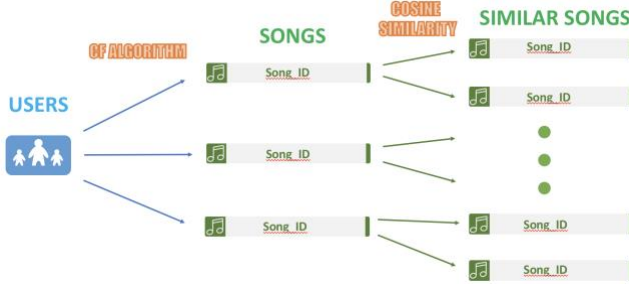 COSINE
SIMILARITY
SIMILAR SONGS
CF ALGORITHM
SONGS
USERS
Song_ID
Song_ID
Song_ID
Song_ID
Song_ID
Song_ID
Song_ID